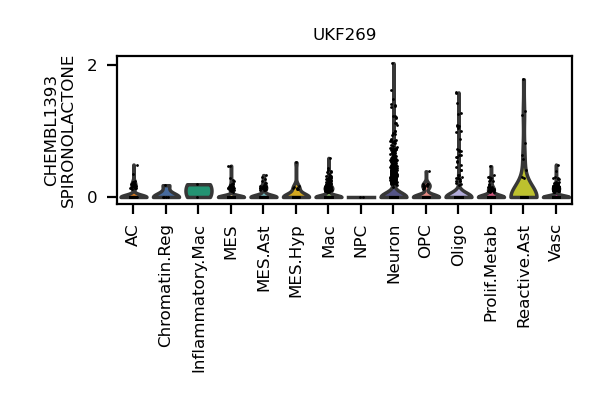 UKF269
CHEMBL1393
SPIRONOLACTONE
2
0
AC
Chromatin.Reg
Inflammatory.Mac
MES
MES.Ast
MES.Hyp
Mac
NPC
Neuron
OPC
Oligo
Prolif.Metab
Reactive.Ast
Vasc